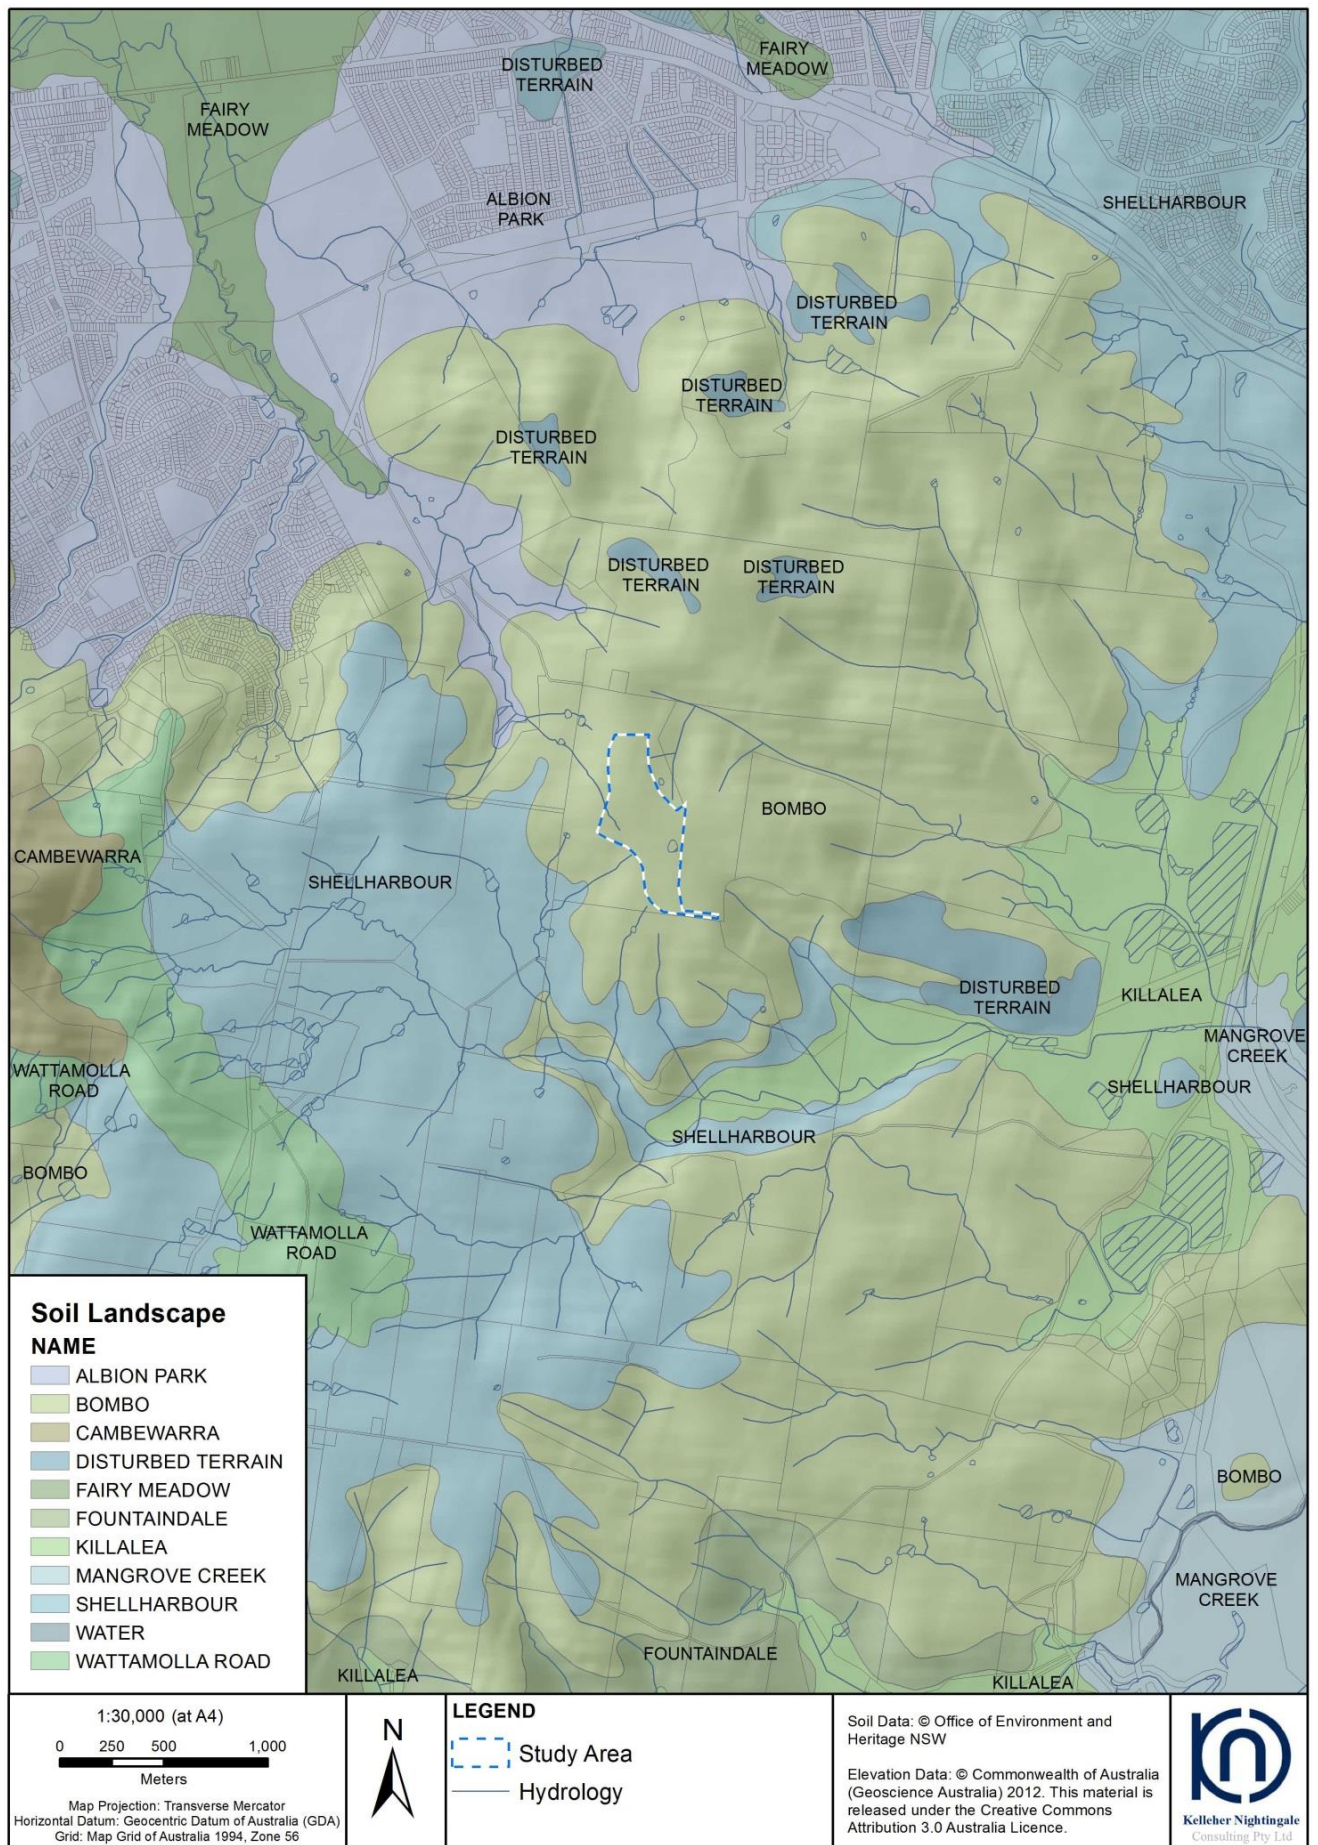 DISTURBED
TERRAIN
FAIRY
MEADOW
FAIRY
MEADOW
ALBION
PARK
SHELLHARBOUR
DISTURBED
TERRAIN
DISTURBED
TERRAIN
DISTURBED
TERRAIN
DISTURBED
TERRAIN
DISTURBED
TERRAIN
BOMBO
CAMBEWARRA
SHELLHARBOUR
DISTURBED
TERRAIN
KILLALEA
MANGROVE
CREEK
WATTAMOLLA
ROAD
SHELLHARBOUR
SHELLHARBOUR
BOMBO
WATTAMOLLA
ROAD
BOMBO
MANGROVE
CREEK
FOUNTAINDALE
KILLALEA
KILLALEA
Soil Landscape
NAME
ALBION PARK
BOMBO
CAMBEWARRA
DISTURBED TERRAIN
FAIRY MEADOW
FOUNTAINDALE
KILLALEA
MANGROVE CREEK
SHELLHARBOUR
WATER
WATTAMOLLA ROAD
1:30,000 (at A4)
0 250 500 1,000
Meters
Map Projection: Transverse Mercator
Horizontal Datum: Geocentric Datum of Australia (GDA)
Grid: Map Grid of Australia 1994, Zone 56
N
LEGEND
Study Area
Hydrology
Soil Data: © Office of Environment and
Heritage NSW
Elevation Data: © Commonwealth of Australia
(Geoscience Australia) 2012. This material is
released under the Creative Commons
Attribution 3.0 Australia Licence.
Kelleher Nightingale
Consulting Pty Ltd